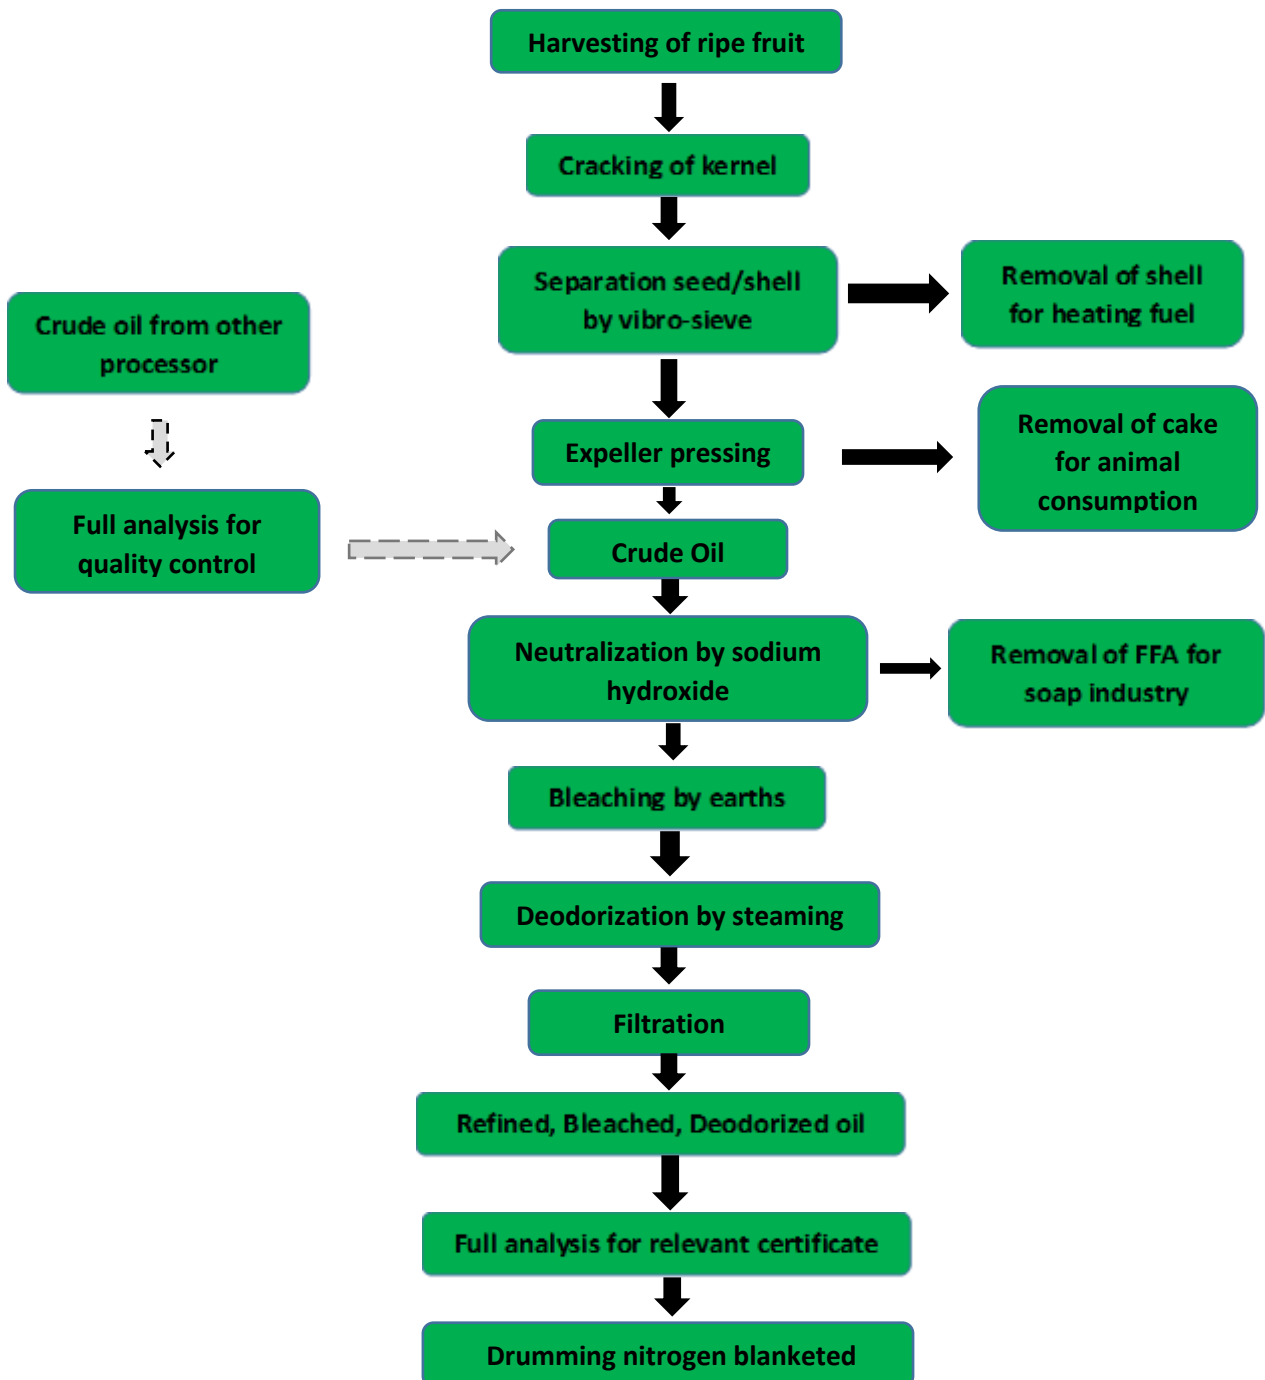 Harvesting of ripe fruit
Cracking of kernel
Separation seed/shell
by vibro-sieve
Removal of shell
for heating fuel
Crude oil from other
processor
Expeller pressing
Removal of cake
for animal
consumption
Full analysis for
quality control
Crude Oil
Neutralization by sodium
hydroxide
Removal of FFA for
soap industry
Bleaching by earths
Deodorization by steaming
Filtration
Refined, Bleached, Deodorized oil
Full analysis for relevant certificate
Drumming nitrogen blanketed